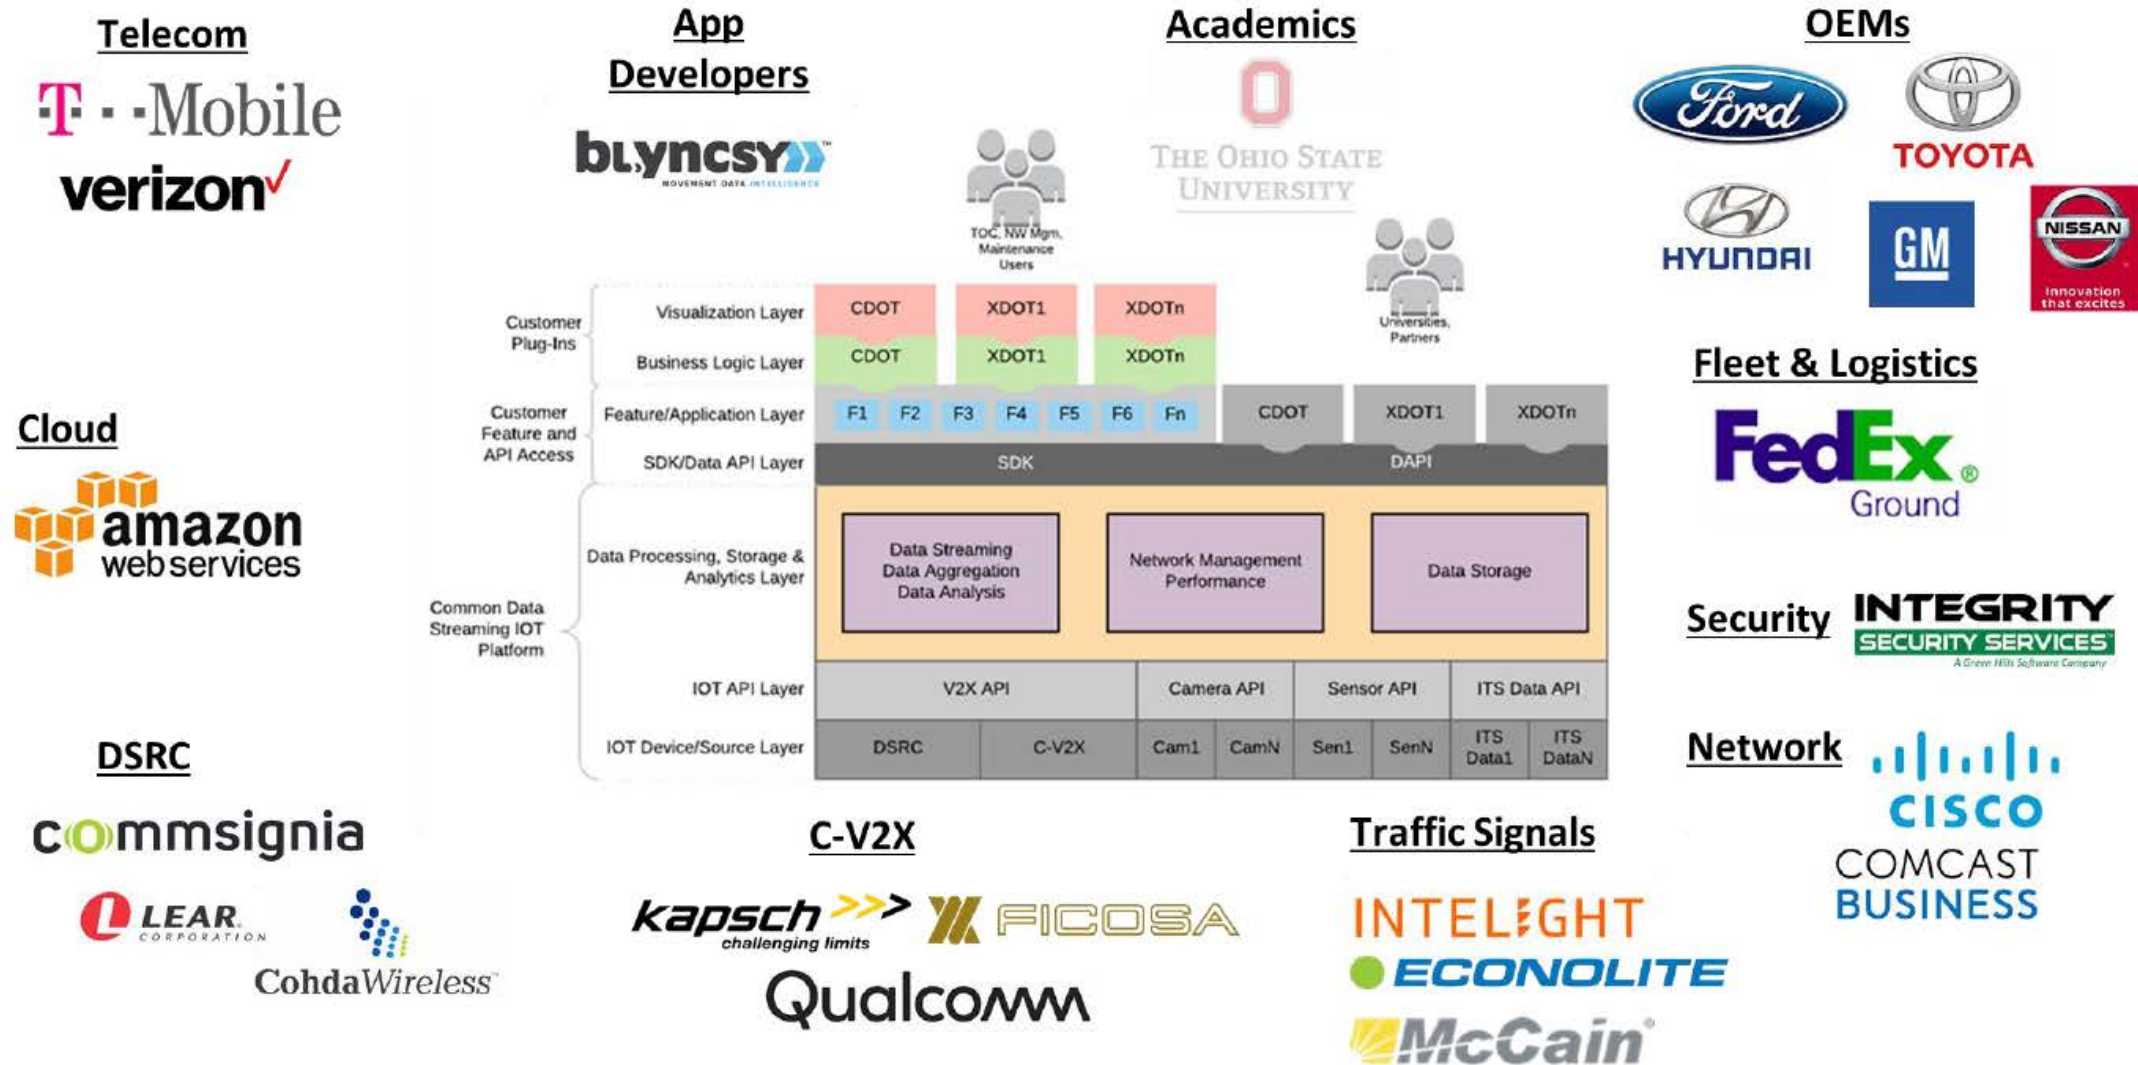 Telecom
T··Mobile
verizon
App
Developers
blyncsy
MOVEMENT DATA INTELLIGENCE
Academics
O
THE OHIO STATE
UNIVERSITY
OEMs
Ford
TOYOTA
HYUNDAI
GM
NISSAN
Innovation
that excites
TOC, NW Mgm,
Maintenance
Users
Universities,
Partners
Customer
Plug-Ins
Visualization Layer
CDOT
XDOT1
XDOTn
Business Logic Layer
CDOT
XDOT1
XDOTn
Customer
Feature and
API Access
Feature/Application Layer
F1
F2
F3
F4
F5
F6
Fn
CDOT
XDOT1
XDOTn
SDK/Data API Layer
SDK
DAPI
Common Data
Streaming IOT
Platform
Data Processing, Storage &
Analytics Layer
Data Streaming
Data Aggregation
Data Analysis
Network Management
Performance
Data Storage
IOT API Layer
V2X API
Camera API
Sensor API
ITS Data API
IOT Device/Source Layer
DSRC
C-V2X
Cam1
CamN
Sen1
SenN
ITS
Data1
ITS
DataN
Cloud
amazon
web services
Fleet & Logistics
FedEx®
Ground
Security
INTEGRITY
SECURITY SERVICES
A Green Hills Software Company
Network
CISCO
COMCAST
BUSINESS
DSRC
commsignia
L LEAR.
CORPORATION
CohdaWireless
C-V2X
kapsch >>>
challenging limits
FICOSA
Qualcomm
Traffic Signals
INTELIGHT
ECONOLITE
McCain®